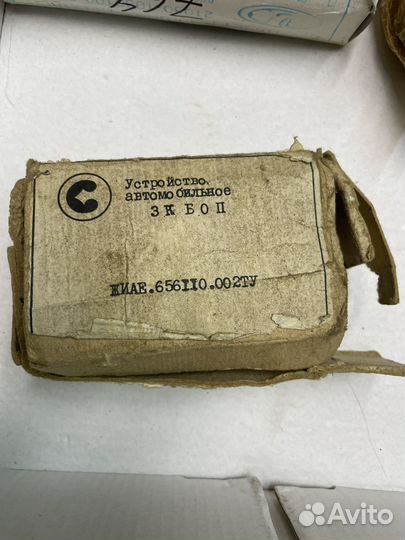 Устройство.
автомобильное
ЗК БОП
ЖИАЕ.656110.002ТУ
Avito